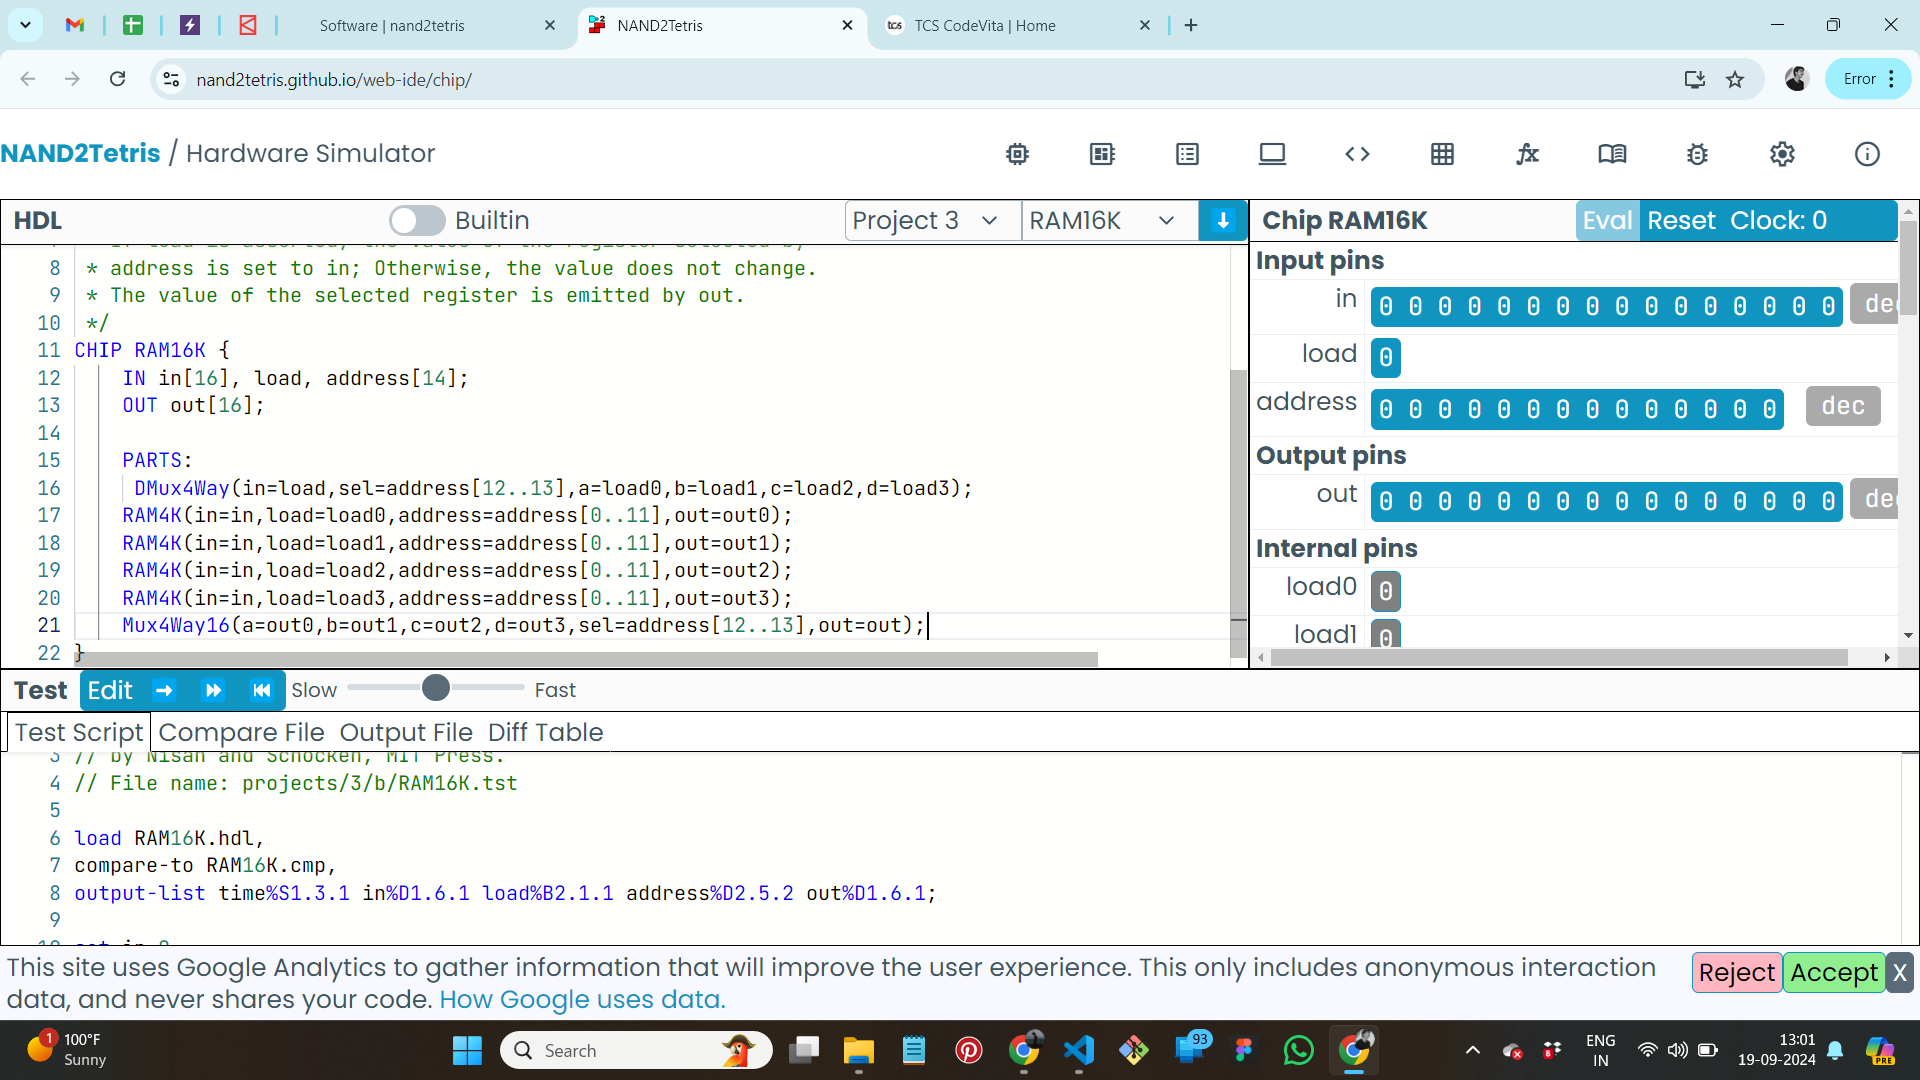 Software | nand2tetris
NAND2Tetris
TCS CodeVita | Home
nand2tetris.github.io/web-ide/chip/
Error
NAND2Tetris / Hardware Simulator
HDL
Builtin
Project 3
RAM16K
Chip RAM16K
Eval Reset Clock: 0
8 * address is set to in; Otherwise, the value does not change.
9 * The value of the selected register is emitted by out.
10 */
11 CHIP RAM16K {
12 IN in[16], load, address[14];
13 OUT out[16];
14
15 PARTS:
16 DMux4Way(in=load,sel=address[12..13],a=load0,b=load1,c=load2,d=load3);
17 RAM4K(in=in,load=load0,address=address[0..11],out=out0);
18 RAM4K(in=in,load=load1,address=address[0..11],out=out1);
19 RAM4K(in=in,load=load2,address=address[0..11],out=out2);
20 RAM4K(in=in,load=load3,address=address[0..11],out=out3);
21 Mux4Way16(a=out0,b=out1,c=out2,d=out3,sel=address[12..13],out=out);
22 }
Input pins
in 0 0 0 0 0 0 0 0 0 0 0 0 0 0 0 0 dec
load 0
address 0 0 0 0 0 0 0 0 0 0 0 0 0 0 dec
Output pins
out 0 0 0 0 0 0 0 0 0 0 0 0 0 0 0 0 dec
Internal pins
load0 0
load1 0
Test Edit Slow Fast
Test Script Compare File Output File Diff Table
3 // by Nisan and Schocken, MIT Press.
4 // File name: projects/3/b/RAM16K.tst
5
6 load RAM16K.hdl,
7 compare-to RAM16K.cmp,
8 output-list time%S1.3.1 in%D1.6.1 load%B2.1.1 address%D2.5.2 out%D1.6.1;
9
This site uses Google Analytics to gather information that will improve the user experience. This only includes anonymous interaction
data, and never shares your code. How Google uses data.
Reject Accept X
1
100°F
Sunny
Search
93
8
ENG
IN
13:01
19-09-2024
PRE